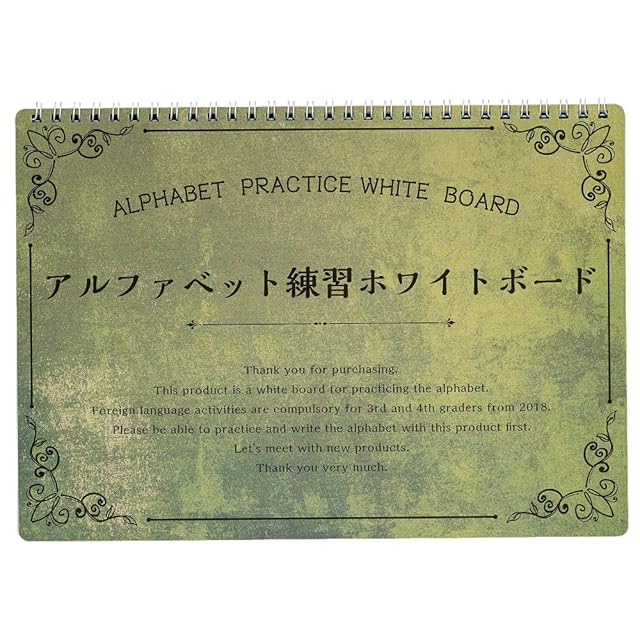 ALPHABET PRACTICE WHITE BOARD
アルファベット練習ホワイトボード
Thank you for purchasing.
This product is a white board for practicing the alphabet.
Foreign language activities are compulsory for 3rd and 4th graders from 2018.
Please be able to practice and write the alphabet with this product first.
Let's meet with new products.
Thank you very much.